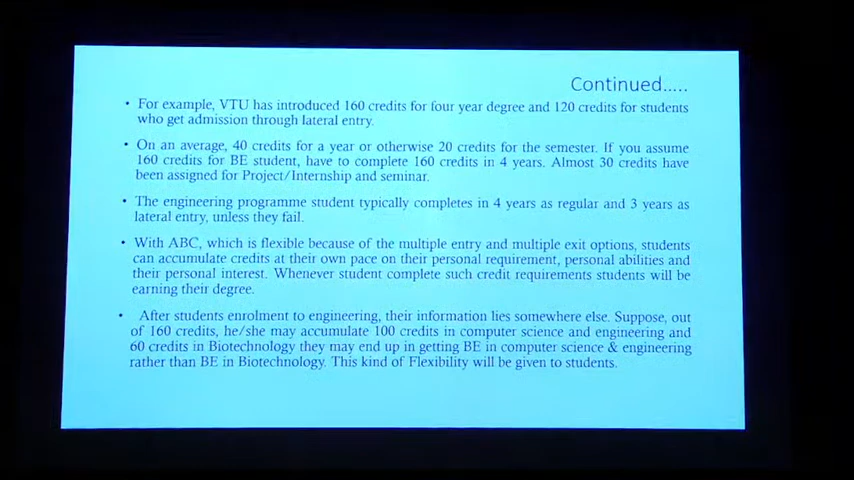 Continued.....
• For example, VTU has introduced 160 credits for four year degree and 120 credits for students
who get admission through lateral entry.
• On an average, 40 credits for a year or otherwise 20 credits for the semester. If you assume
160 credits for BE student, have to complete 160 credits in 4 years. Almost 30 credits have
been assigned for Project/Internship and seminar.
• The engineering programme student typically completes in 4 years as regular and 3 years as
lateral entry, unless they fail.
• With ABC, which is flexible because of the multiple entry and multiple exit options, students
can accumulate credits at their own pace on their personal requirement, personal abilities and
their personal interest. Whenever student complete such credit requirements students will be
earning their degree.
• After students enrolment to engineering, their information lies somewhere else. Suppose, out
of 160 credits, he/she may accumulate 100 credits in computer science and engineering and
60 credits in Biotechnology they may end up in getting BE in computer science & engineering
rather than BE in Biotechnology. This kind of Flexibility will be given to students.